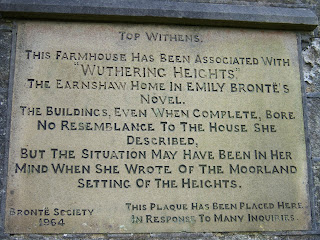 Top Withens.
This Farmhouse Has Been Associated With
"Wuthering Heights"
The Earnshaw Home In Emily Brontë's
Novel.
The Buildings, Even When Complete, Bore
No Resemblance To The House She
Described,
But The Situation May Have Been In Her
Mind When She Wrote Of The Moorland
Setting Of The Heights.
Brontë Society
1964
This Plaque Has Been Placed Here
In Response To Many Inquiries.